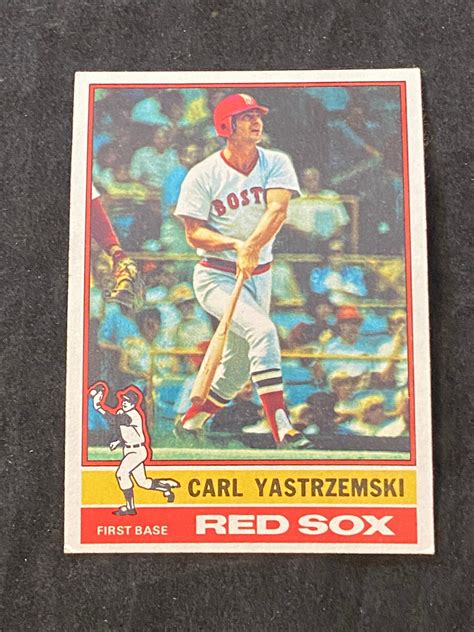 BOSTON
CARL YASTRZEMSKI
FIRST BASE
RED SOX